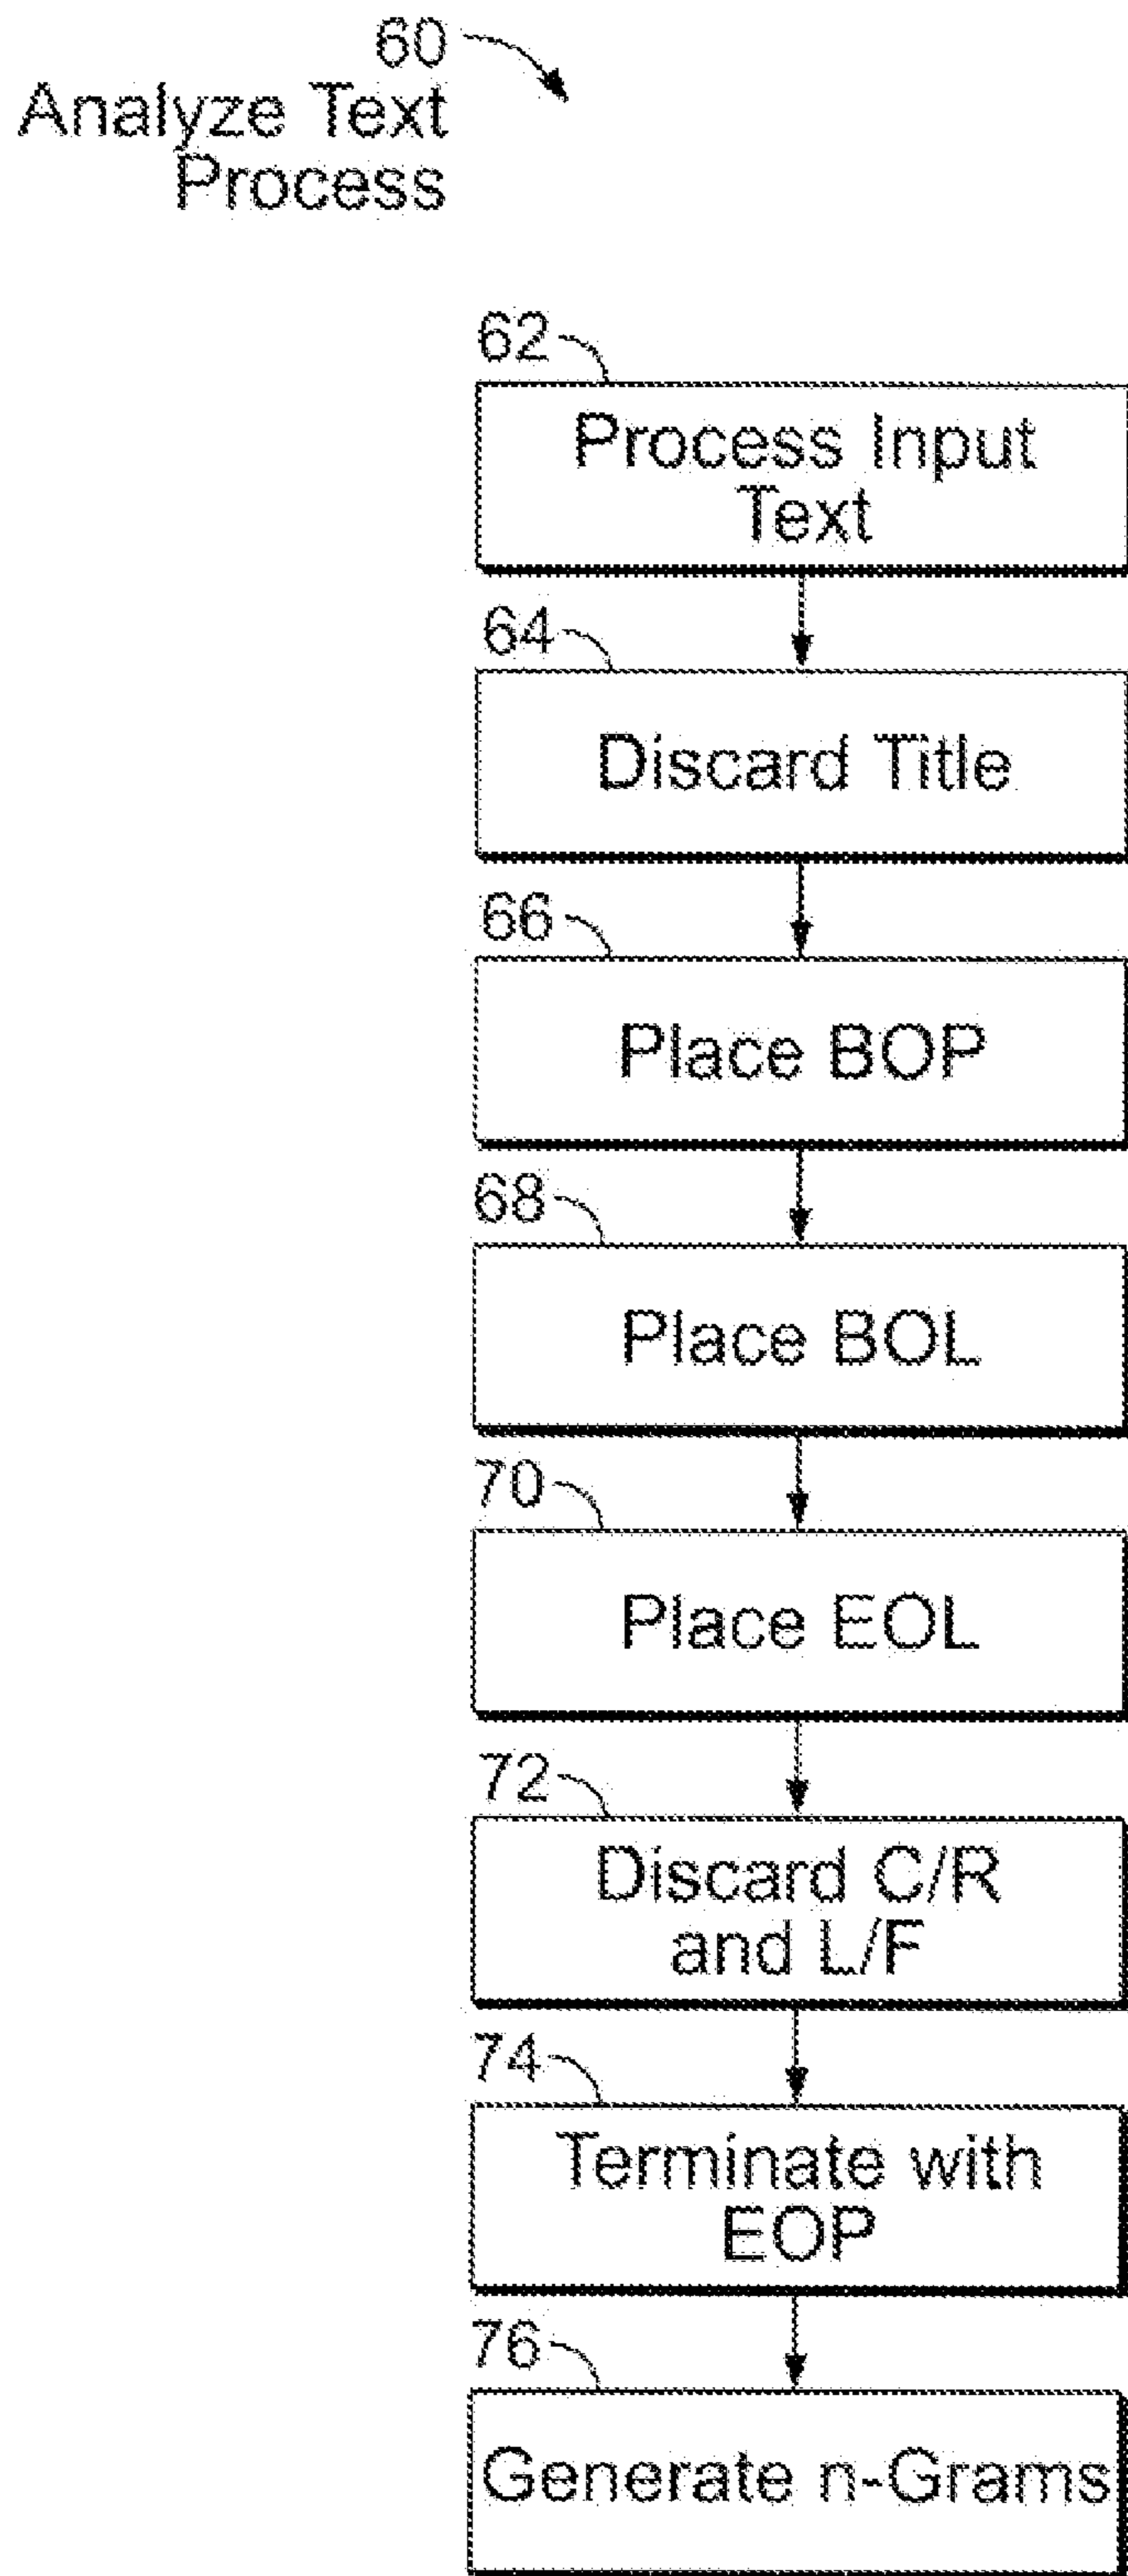 60
Analyze Text
Process
62
Process Input
Text
64
Discard Title
66
Place BOP
68
Place BOL
70
Place EOL
72
Discard C/R
and L/F
74
Terminate with
EOP
76
Generate n-Grams